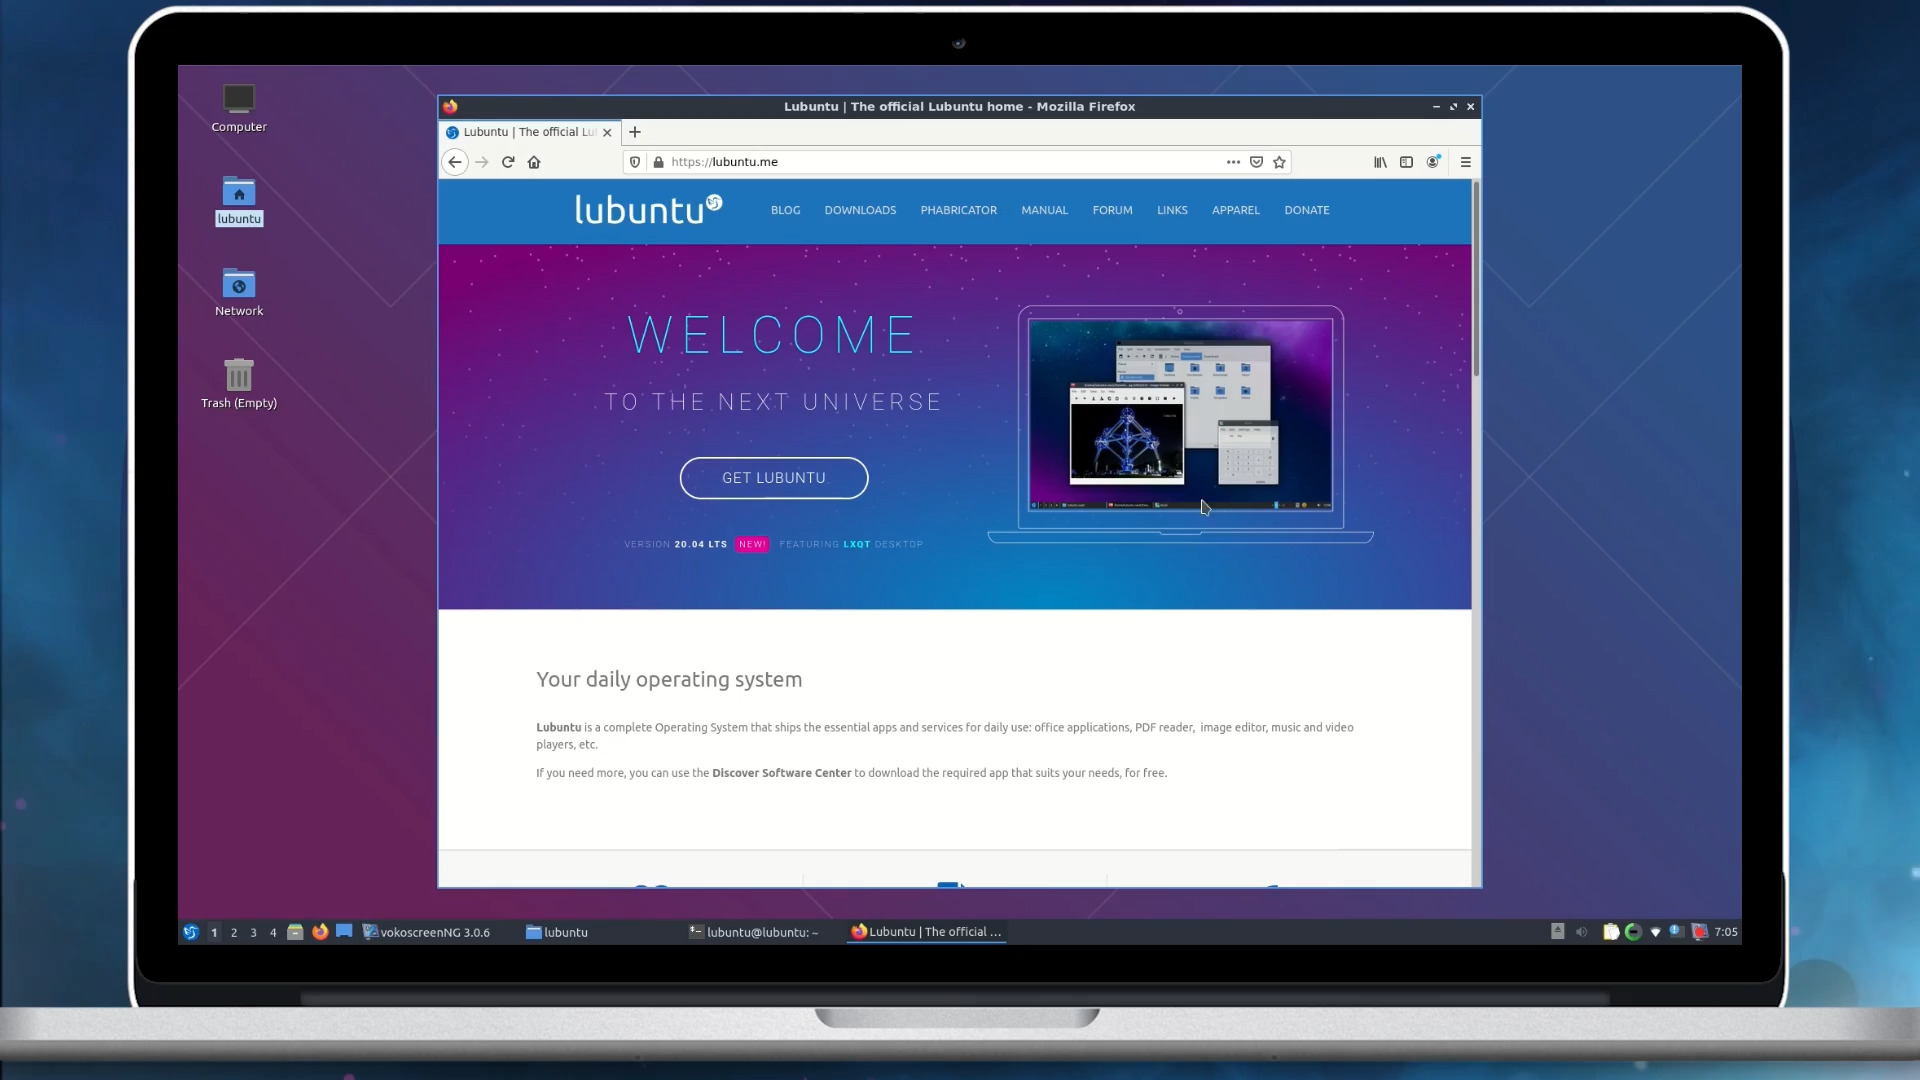 Computer
lubuntu
Network
Trash (Empty)
Lubuntu | The official Lubuntu home - Mozilla Firefox
Lubuntu | The official Lu
https://lubuntu.me
lubuntu
BLOG DOWNLOADS PHABRICATOR MANUAL FORUM LINKS APPAREL DONATE
WELCOME
TO THE NEXT UNIVERSE
GET LUBUNTU
VERSION 20.04 LTS NEW! FEATURING LXQT DESKTOP
Your daily operating system
Lubuntu is a complete Operating System that ships the essential apps and services for daily use: office applications, PDF reader, image editor, music and video
players, etc.
If you need more, you can use the Discover Software Center to download the required app that suits your needs, for free.
1 2 3 4 vokoscreenNG 3.0.6 lubuntu lubuntu@lubuntu: ~ Lubuntu | The official ... 7:05